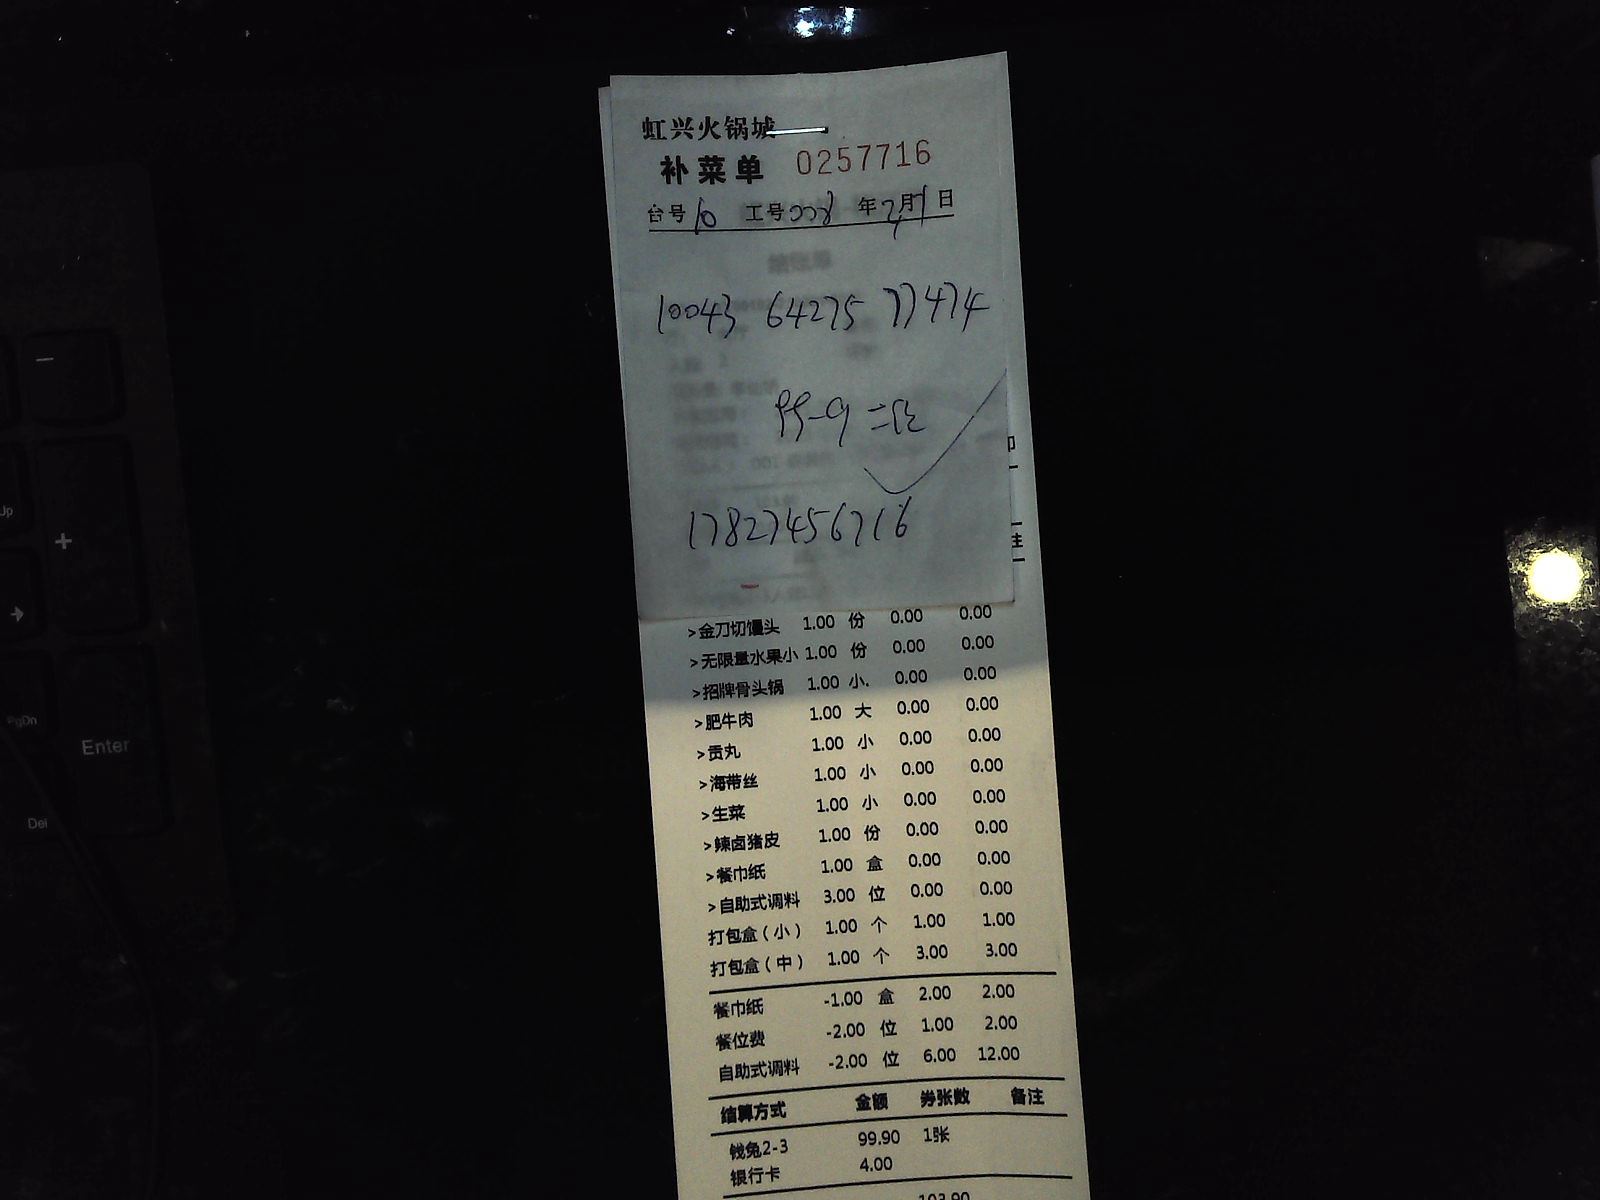 虹兴火锅城
补菜单 0257716
台号10 工号008 年 月 日
10043 64275 77474
99-9 =
17827456716
>金刀切馒头 1.00 份 0.00 0.00
>无限量水果小 1.00 份 0.00 0.00
>招牌骨头锅 1.00 小. 0.00 0.00
>肥牛肉 1.00 大 0.00 0.00
>贡丸 1.00 小 0.00 0.00
>海带丝 1.00 小 0.00 0.00
>生菜 1.00 小 0.00 0.00
>辣卤猪皮 1.00 份 0.00 0.00
>餐巾纸 1.00 盒 0.00 0.00
>自助式调料 3.00 位 0.00 0.00
打包盒(小) 1.00 个 1.00 1.00
打包盒(中) 1.00 个 3.00 3.00
餐巾纸 -1.00 盒 2.00 2.00
餐位费 -2.00 位 1.00 2.00
自助式调料 -2.00 位 6.00 12.00
结算方式 金额 券张数 备注
钱兔2-3 99.90 1张
银行卡 4.00
103.90
Enter
Del
PgDn
Up